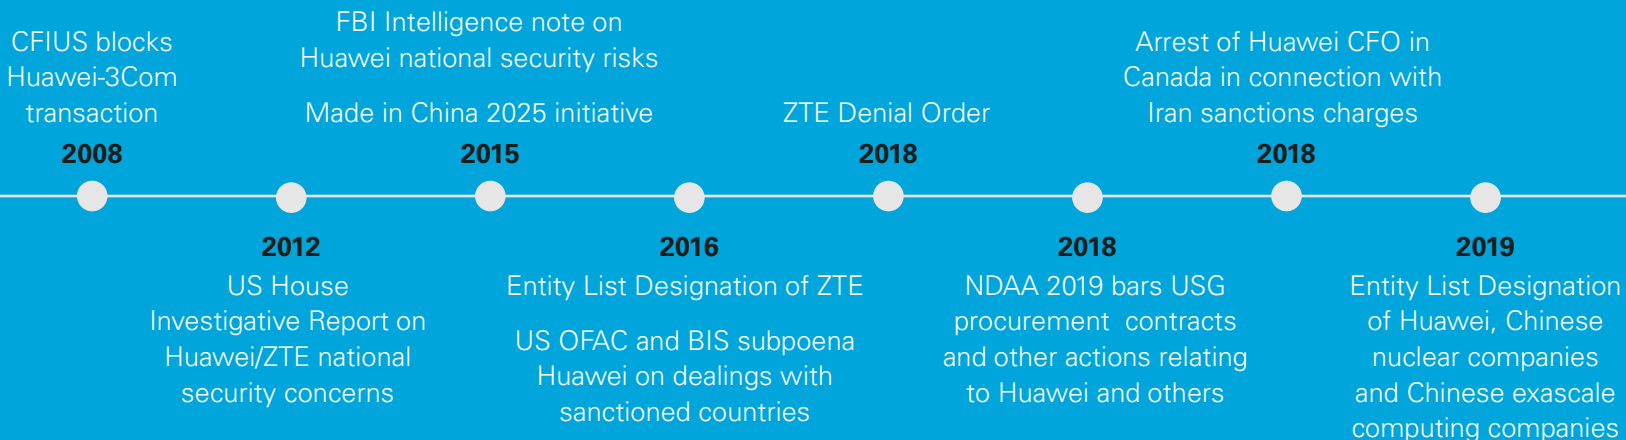 CFIUS blocks
Huawei-3Com
transaction
2008
2012
US House
Investigative Report on
Huawei/ZTE national
security concerns
FBI Intelligence note on
Huawei national security risks
Made in China 2025 initiative
2015
2016
Entity List Designation of ZTE
US OFAC and BIS subpoena
Huawei on dealings with
sanctioned countries
ZTE Denial Order
2018
2018
NDAA 2019 bars USG
procurement contracts
and other actions relating
to Huawei and others
Arrest of Huawei CFO in
Canada in connection with
Iran sanctions charges
2018
2019
Entity List Designation
of Huawei, Chinese
nuclear companies
and Chinese exascale
computing companies